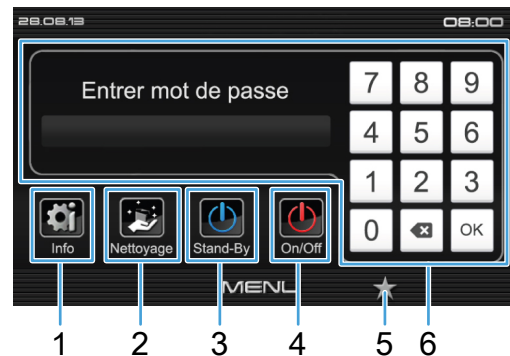 28.08.13 08:00
Entrer mot de passe
7 8 9
4 5 6
1 2 3
0 OK
Info Nettoyage Stand-By On/Off
MENU
1 2 3 4 5 6